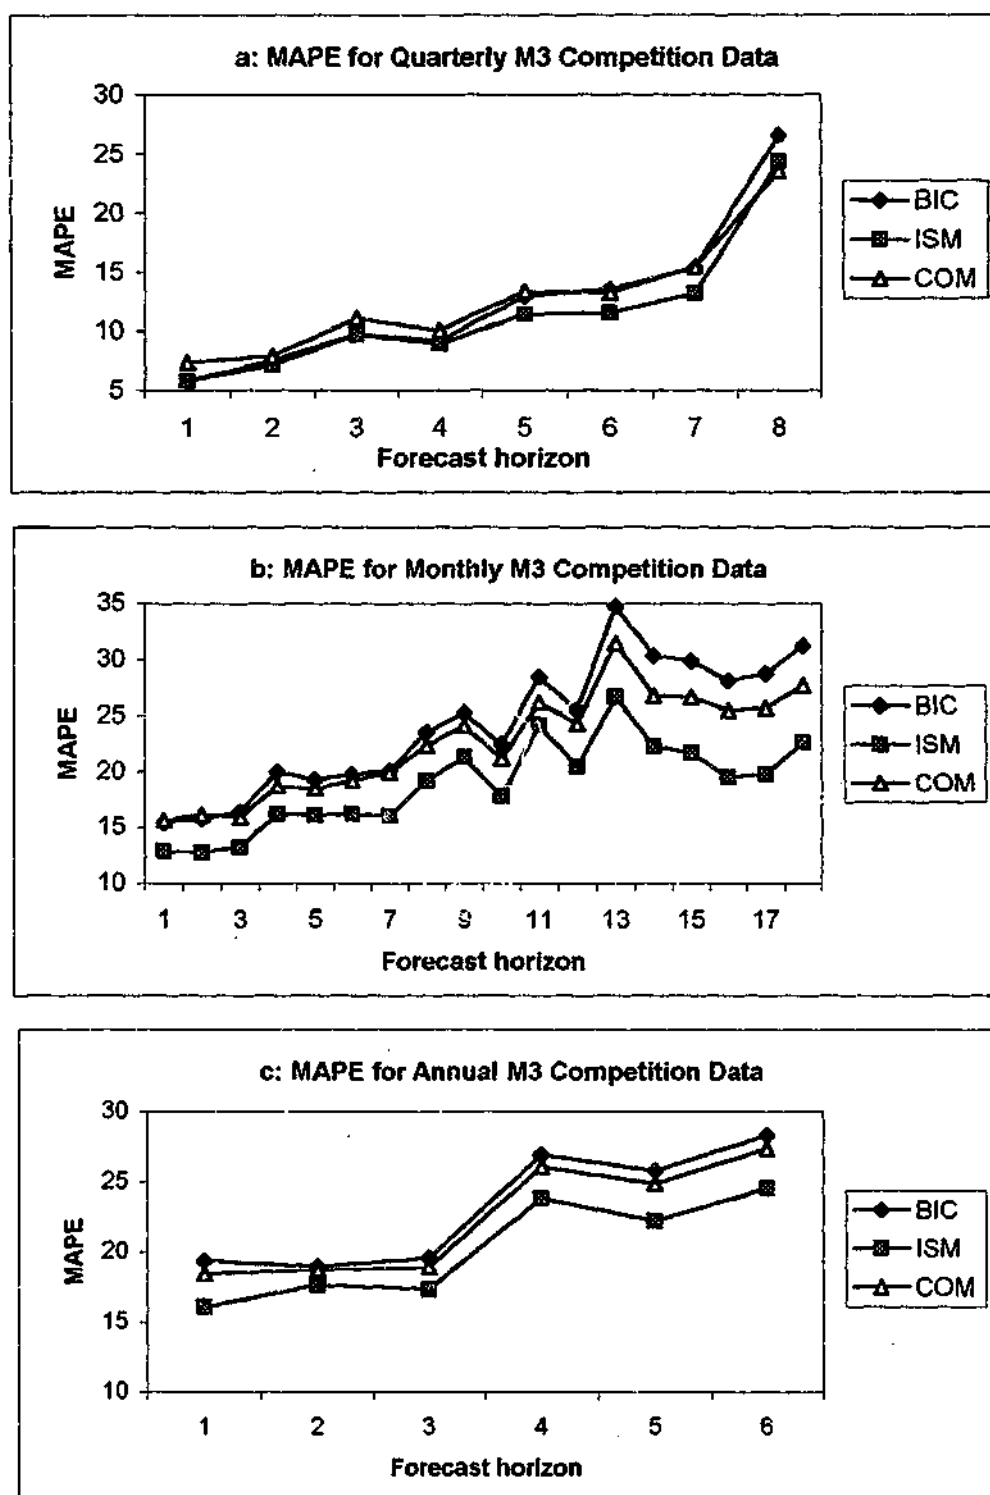 a: MAPE for Quarterly M3 Competition Data
30
25
20
15
10
5
MAPE
1 2 3 4 5 6 7 8
Forecast horizon
BIC
ISM
COM
b: MAPE for Monthly M3 Competition Data
35
30
25
20
15
10
MAPE
1 3 5 7 9 11 13 15 17
Forecast horizon
BIC
ISM
COM
c: MAPE for Annual M3 Competition Data
30
25
20
15
10
MAPE
1 2 3 4 5 6
Forecast horizon
BIC
ISM
COM